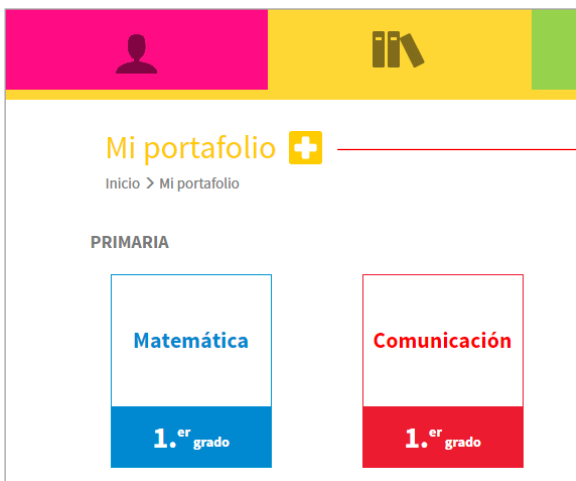 Mi portafolio
Inicio > Mi portafolio
PRIMARIA
Matemática
1.er grado
Comunicación
1.er grado